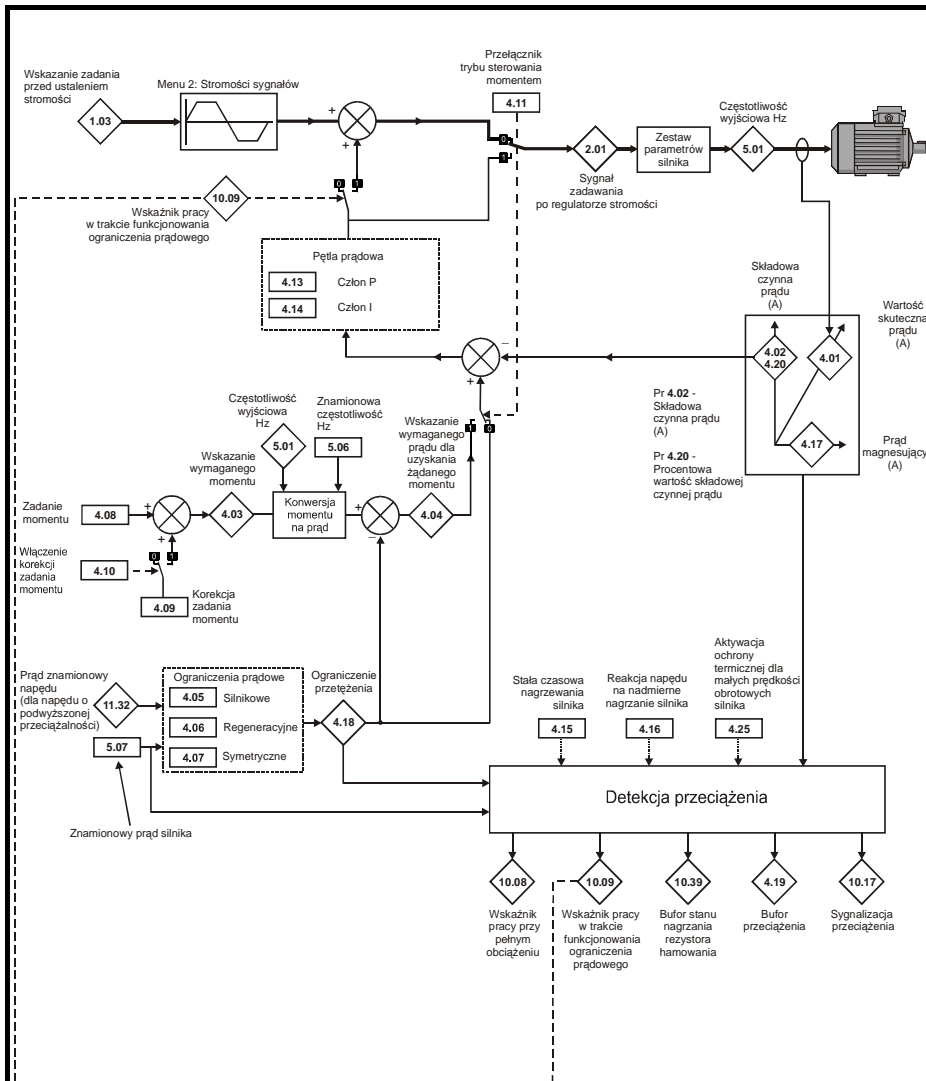 Wskazanie zadania
przed ustaleniem
stromości
1.03
Menu 2: Stromości sygnałów
+
+
Przełącznik
trybu sterowania
momentem
4.11
0
1
2.01
Sygnał
zadawania
po regulatorze stromości
Zestaw
parametrów
silnika
Częstotliwość
wyjściowa Hz
5.01
10.09
Wskaźnik pracy
w trakcie funkcjonowania
ograniczenia prądowego
0 1
Pętla prądowa
4.13 Człon P
4.14 Człon I
Składowa
czynna
prądu
(A)
Wartość
skuteczna
prądu
(A)
4.02
4.20
4.01
4.17
Prąd
magnesujący
(A)
Pr 4.02 -
Składowa
czynna prądu
(A)
Pr 4.20 -
Procentowa
wartość składowej
czynnej prądu
−
+
1 0
Częstotliwość
wyjściowa
Hz
5.01
Znamionowa
częstotliwość
Hz
5.06
Wskazanie
wymaganego
prądu dla
uzyskania
żądanego
momentu
4.04
Wskazanie
wymaganego
momentu
4.03
Konwersja
momentu
na prąd
+
−
Zadanie
momentu
4.08
+
+
0 1
Włączenie
korekcji
zadania
momentu
4.10
4.09
Korekcja
zadania
momentu
Prąd znamionowy
napędu
(dla napędu o
podwyższonej
przeciążalności)
11.32
5.07
Znamionowy prąd silnika
Ograniczenia prądowe
4.05 Silnikowe
4.06 Regeneracyjne
4.07 Symetryczne
Ograniczenie
przetężenia
4.18
Stała czasowa
nagrzewania
silnika
4.15
Reakcja napędu
na nadmierne
nagrzanie silnika
4.16
Aktywacja
ochrony
termicznej dla
małych prędkości
obrotowych
silnika
4.25
Detekcja przeciążenia
10.08
Wskaźnik
pracy przy
pełnym
obciążeniu
10.09
Wskaźnik pracy
w trakcie
funkcjonowania
ograniczenia
prądowego
10.39
Bufor stanu
nagrzania
rezystora
hamowania
4.19
Bufor
przeciążenia
10.17
Sygnalizacja
przeciążenia